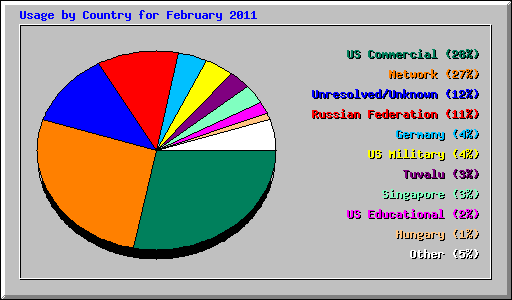 Usage by Country for February 2011
US Commercial (28%)
Network (27%)
Unresolved/Unknown (12%)
Russian Federation (11%)
Germany (4%)
US Military (4%)
Tuvalu (3%)
Singapore (3%)
US Educational (2%)
Hungary (1%)
Other (5%)